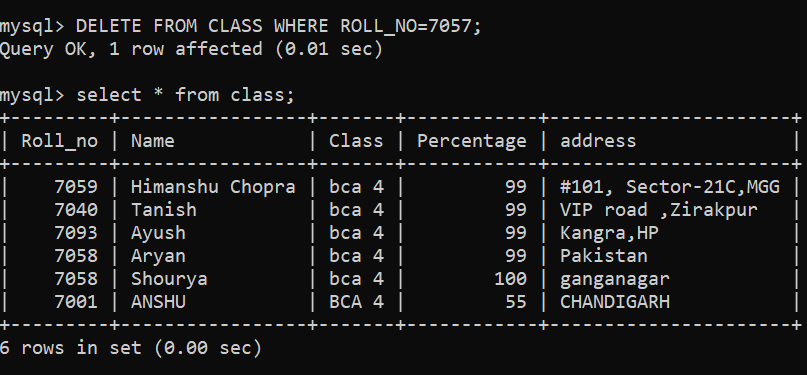 mysql> DELETE FROM CLASS WHERE ROLL_NO=7057;
Query OK, 1 row affected (0.01 sec)

mysql> select * from class;
+---------+-----------------+-------+------------+----------------------+
| Roll_no | Name            | Class | Percentage | address              |
+---------+-----------------+-------+------------+----------------------+
|    7059 | Himanshu Chopra | bca 4 |         99 | #101, Sector-21C,MGG |
|    7040 | Tanish          | bca 4 |         99 | VIP road ,Zirakpur   |
|    7093 | Ayush           | bca 4 |         99 | Kangra,HP            |
|    7058 | Aryan           | bca 4 |         99 | Pakistan             |
|    7058 | Shourya         | bca 4 |        100 | ganganagar           |
|    7001 | ANSHU           | BCA 4 |         55 | CHANDIGARH           |
+---------+-----------------+-------+------------+----------------------+
6 rows in set (0.00 sec)